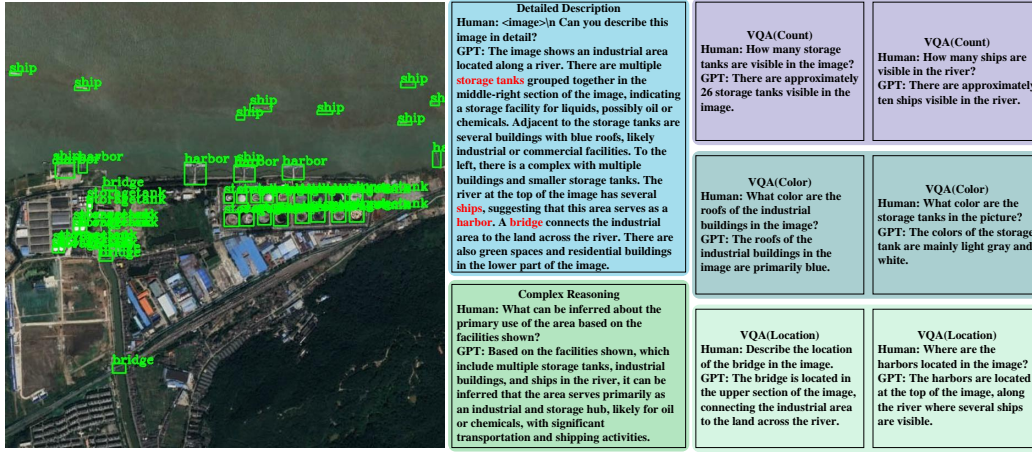 ship
ship
ship
ship
ship
ship
ship
ship
harbor
harbor
ship
harbor
harbor
bridge
storagetank
storagetank
bridge
bridge
Detailed Description
Human: <image>\n Can you describe this
image in detail?
GPT: The image shows an industrial area
located along a river. There are multiple
storage tanks grouped together in the
middle-right section of the image, indicating
a storage facility for liquids, possibly oil or
chemicals. Adjacent to the storage tanks are
several buildings with blue roofs, likely
industrial or commercial facilities. To the
left, there is a complex with multiple
buildings and smaller storage tanks. The
river at the top of the image has several
ships, suggesting that this area serves as a
harbor. A bridge connects the industrial
area to the land across the river. There are
also green spaces and residential buildings
in the lower part of the image.
Complex Reasoning
Human: What can be inferred about the
primary use of the area based on the
facilities shown?
GPT: Based on the facilities shown, which
include multiple storage tanks, industrial
buildings, and ships in the river, it can be
inferred that the area serves primarily as
an industrial and storage hub, likely for oil
or chemicals, with significant
transportation and shipping activities.
VQA(Count)
Human: How many storage
tanks are visible in the image?
GPT: There are approximately
26 storage tanks visible in the
image.
VQA(Count)
Human: How many ships are
visible in the river?
GPT: There are approximately
ten ships visible in the river.
VQA(Color)
Human: What color are the
roofs of the industrial
buildings in the image?
GPT: The roofs of the
industrial buildings in the
image are primarily blue.
VQA(Color)
Human: What color are the
storage tanks in the picture?
GPT: The colors of the storage
tank are mainly light gray and
white.
VQA(Location)
Human: Describe the location
of the bridge in the image.
GPT: The bridge is located in
the upper section of the image,
connecting the industrial area
to the land across the river.
VQA(Location)
Human: Where are the
harbors located in the image?
GPT: The harbors are located
at the top of the image, along
the river where several ships
are visible.